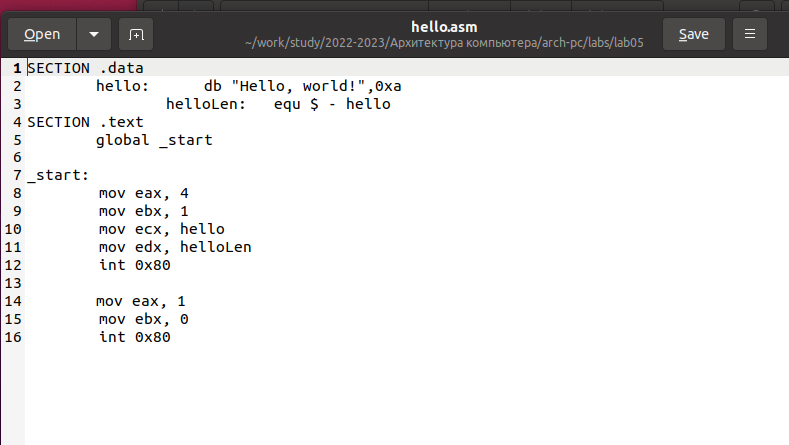 hello.asm
Open
~/work/study/2022-2023/Архитектура компьютера/arch-pc/labs/lab05
Save
1 SECTION .data
2 hello: db "Hello, world!",0xa
3 helloLen: equ $ - hello
4 SECTION .text
5 global _start
6
7 _start:
8 mov eax, 4
9 mov ebx, 1
10 mov ecx, hello
11 mov edx, helloLen
12 int 0x80
13
14 mov eax, 1
15 mov ebx, 0
16 int 0x80